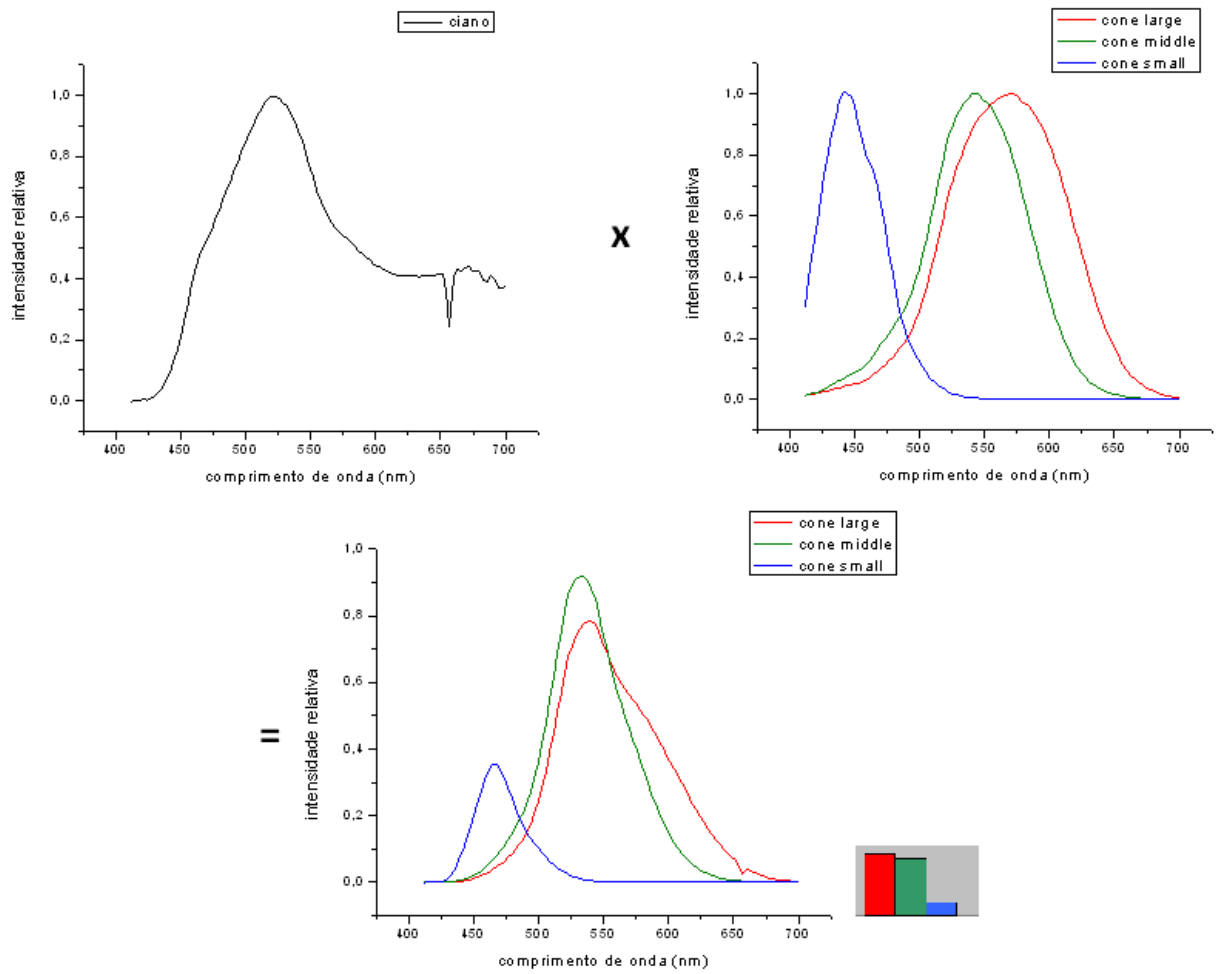 ciano
intensidade relativa
1,0
0,8
0,6
0,4
0,2
0,0
400 450 500 550 600 650 700
comprimento de onda (nm)
X
cone large
cone middle
cone small
intensidade relativa
1,0
0,8
0,6
0,4
0,2
0,0
400 450 500 550 600 650 700
comprimento de onda (nm)
=
cone large
cone middle
cone small
intensidade relativa
1,0
0,8
0,6
0,4
0,2
0,0
400 450 500 550 600 650 700
comprimento de onda (nm)